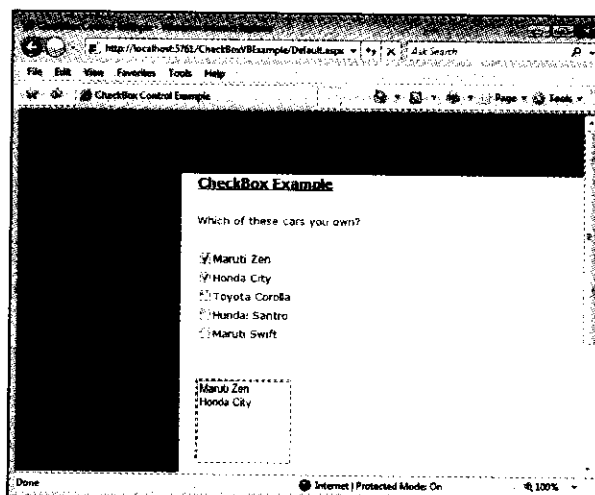 http://localhost:5761/CheckBoxVBExample/Default.aspx Ask Search
File Edit View Favorites Tools Help
CheckBox Control Example Page Tools
CheckBox Example
Which of these cars you own?
Maruti Zen
Honda City
Toyota Corolla
Hundai Santro
Maruti Swift
Maruti Zen
Honda City
Done Internet | Protected Mode: On 100%